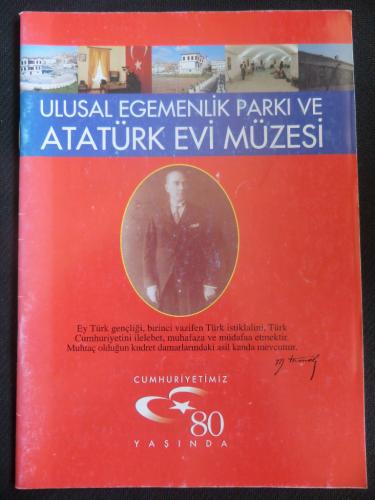 ULUSAL EGEMENLİK PARKI VE
ATATÜRK EVİ MÜZESİ
Ey Türk gençliği, birinci vazifen Türk istiklalini, Türk
Cumhuriyetini ilelebet, muhafaza ve müdafaa etmektir.
Muhtaç olduğun kudret damarlarındaki asil kanda mevcuttur.
CUMHURİYETİMİZ
80
YAŞINDA